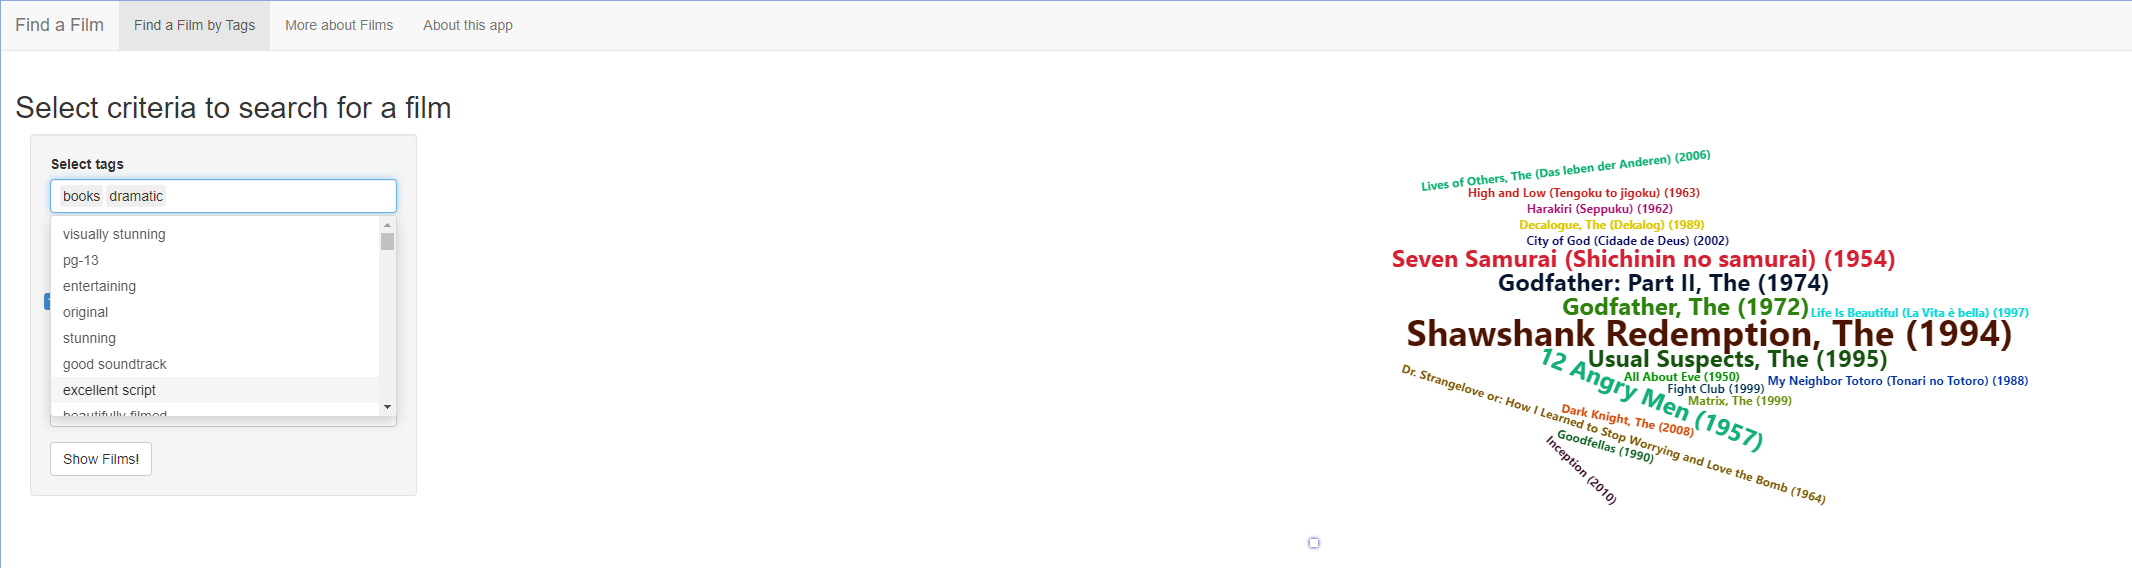 Find a Film
Find a Film by Tags
More about Films
About this app
Select criteria to search for a film
Select tags
books dramatic
visually stunning
pg-13
entertaining
original
stunning
good soundtrack
excellent script
beautifully filmed
Show Films!
Lives of Others, The (Das leben der Anderen) (2006)
High and Low (Tengoku to jigoku) (1963)
Harakiri (Seppuku) (1962)
Decalogue, The (Dekalog) (1989)
City of God (Cidade de Deus) (2002)
Seven Samurai (Shichinin no samurai) (1954)
Godfather: Part II, The (1974)
Godfather, The (1972)
Life Is Beautiful (La Vita è bella) (1997)
Shawshank Redemption, The (1994)
Usual Suspects, The (1995)
12 Angry Men (1957)
All About Eve (1950)
My Neighbor Totoro (Tonari no Totoro) (1988)
Fight Club (1999)
Matrix, The (1999)
Dr. Strangelove or: How I Learned to Stop Worrying and Love the Bomb (1964)
Dark Knight, The (2008)
Goodfellas (1990)
Inception (2010)